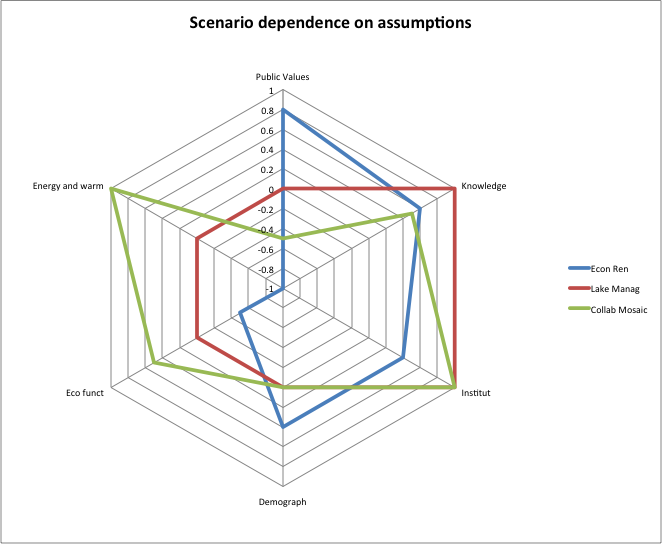 Scenario dependence on assumptions
Public Values
1
0.8
0.6
0.4
0.2
0
-0.2
-0.4
-0.6
-0.8
-1
Energy and warm
Knowledge
Econ Ren
Lake Manag
Collab Mosaic
Eco funct
Institut
Demograph